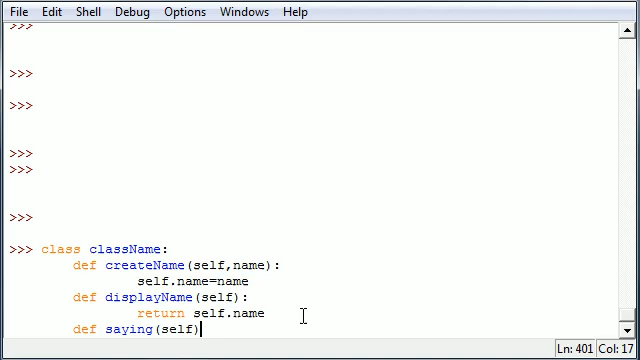 File Edit Shell Debug Options Windows Help
>>>
>>>
>>>
>>>
>>>
>>>
>>> class className:
def createName(self,name):
self.name=name
def displayName(self):
return self.name
def saying(self)
Ln: 401 Col: 17